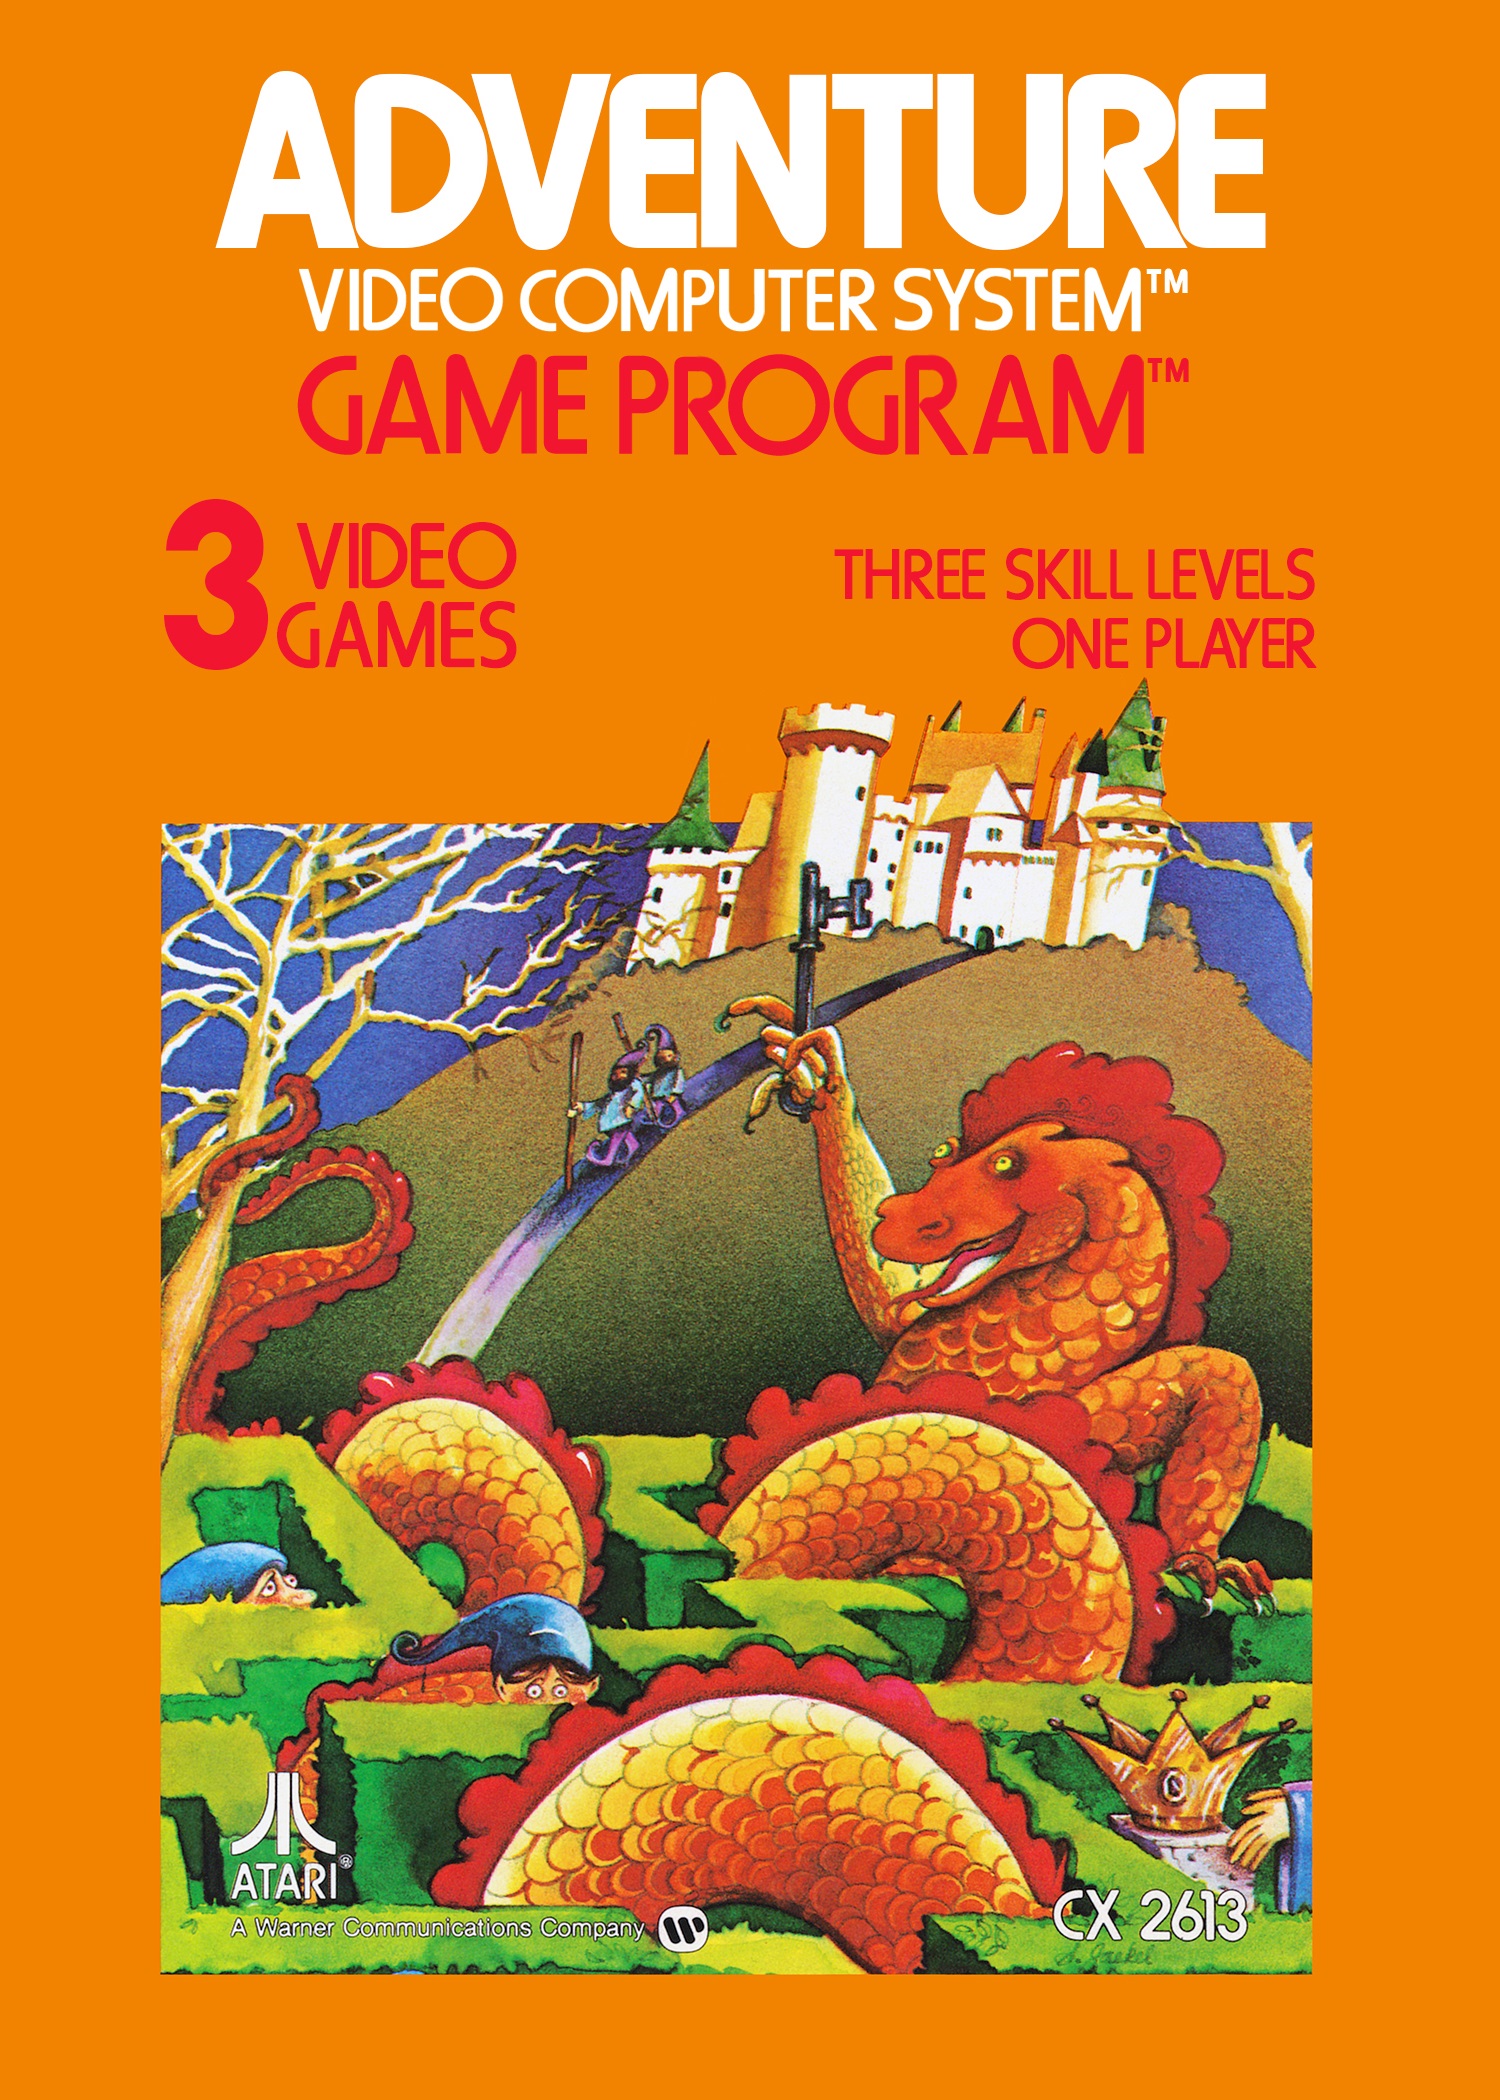 ADVENTURE
VIDEO COMPUTER SYSTEM™
GAME PROGRAM™
3 VIDEO GAMES
THREE SKILL LEVELS
ONE PLAYER
ATARI®
A Warner Communications Company
CX 2613